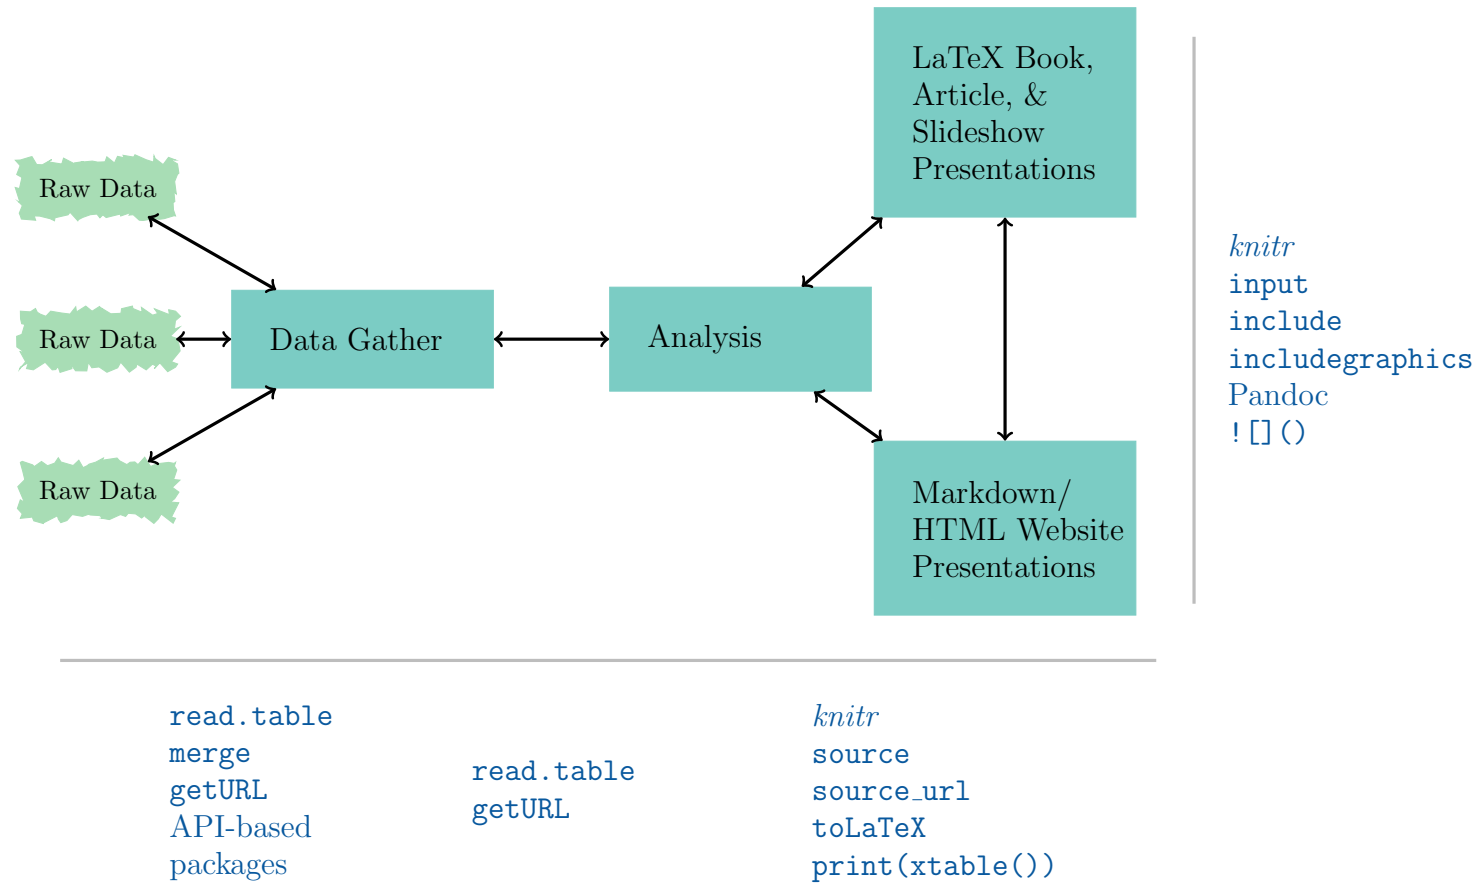 LaTeX Book,
Article, &
Slideshow
Presentations
Raw Data
Raw Data
Raw Data
Data Gather
Analysis
Markdown/
HTML Website
Presentations
knitr
input
include
includegraphics
Pandoc
![]()
read.table
merge
getURL
API-based
packages
read.table
getURL
knitr
source
source_url
toLaTeX
print(xtable())